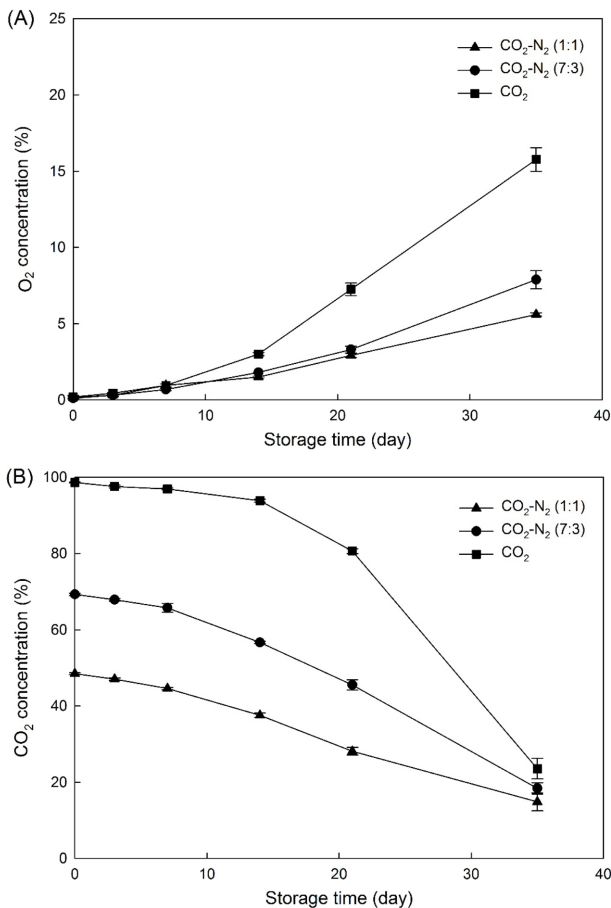 (A)
25
20
15
10
5
0
O₂ concentration (%)
CO₂-N₂ (1:1)
CO₂-N₂ (7:3)
CO₂
0 10 20 30 40
Storage time (day)
(B)
100
80
60
40
20
0
CO₂ concentration (%)
CO₂-N₂ (1:1)
CO₂-N₂ (7:3)
CO₂
0 10 20 30 40
Storage time (day)